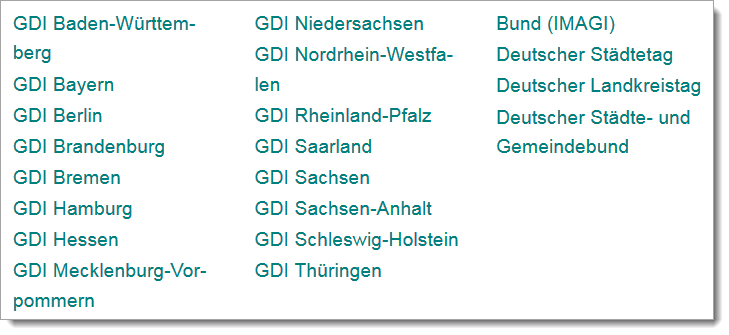 GDI Baden-Württem-
berg
GDI Bayern
GDI Berlin
GDI Brandenburg
GDI Bremen
GDI Hamburg
GDI Hessen
GDI Mecklenburg-Vor-
pommern
GDI Niedersachsen
GDI Nordrhein-Westfa-
len
GDI Rheinland-Pfalz
GDI Saarland
GDI Sachsen
GDI Sachsen-Anhalt
GDI Schleswig-Holstein
GDI Thüringen
Bund (IMAGI)
Deutscher Städtetag
Deutscher Landkreistag
Deutscher Städte- und
Gemeindebund